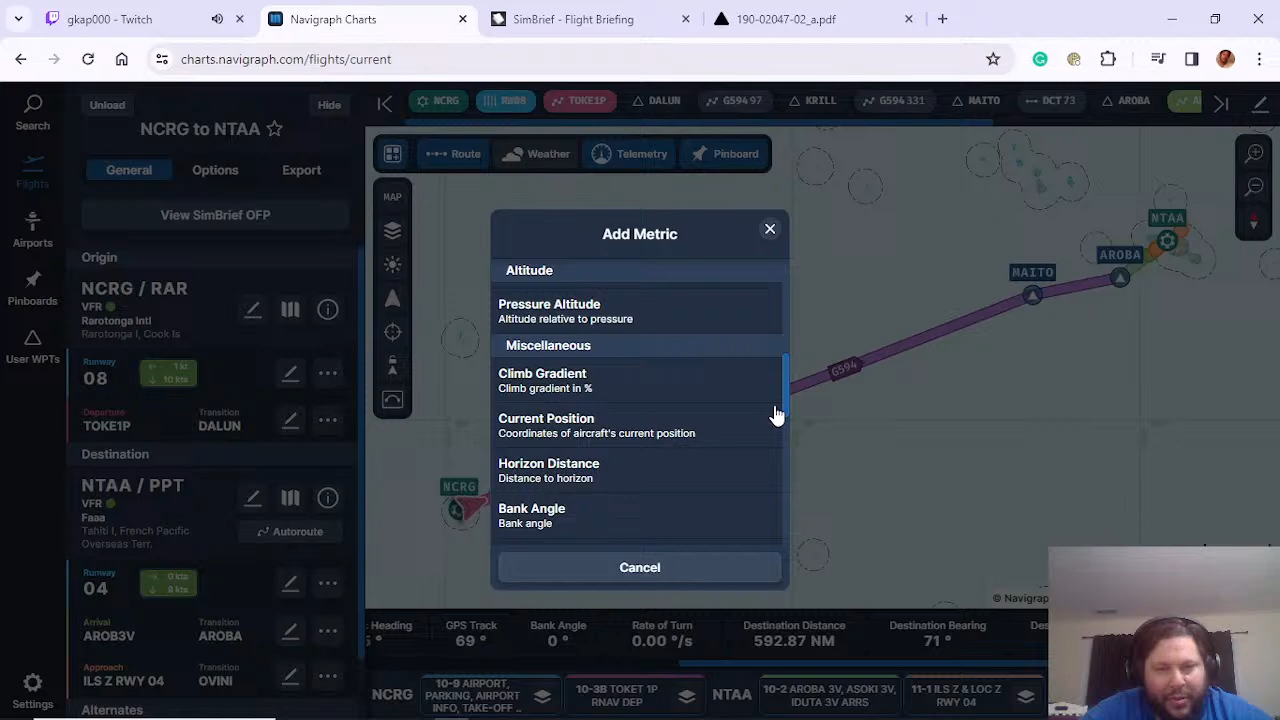 gkap000 - Twitch
Navigraph Charts
SimBrief - Flight Briefing
190-02047-02_a.pdf
charts.navigraph.com/flights/current
Search
Flights
Airports
Pinboards
User WPTs
Settings
Unload
Hide
NCRG to NTAA
General
Options
Export
View SimBrief OFP
Origin
NCRG / RAR
VFR
Rarotonga Intl
Rarotonga I, Cook Is
Runway
08
1 kt
10 kts
Departure
TOKE1P
Transition
DALUN
Destination
NTAA / PPT
VFR
Faaa
Tahiti I, French Pacific
Overseas Terr.
Autoroute
Runway
04
0 kts
8 kts
Arrival
AROB3V
Transition
AROBA
Approach
ILS Z RWY 04
Transition
OVINI
Alternates
NCRG
RW08
TOKE1P
DALUN
G594 97
KRILL
G594 331
MAITO
DCT 73
AROBA
Route
Weather
Telemetry
Pinboard
MAP
NTAA
AROBA
MAITO
G594
NCRG
Add Metric
Altitude
Pressure Altitude
Altitude relative to pressure
Miscellaneous
Climb Gradient
Climb gradient in %
Current Position
Coordinates of aircraft's current position
Horizon Distance
Distance to horizon
Bank Angle
Bank angle
Cancel
© Navigraph
Heading
GPS Track
69 °
Bank Angle
0 °
Rate of Turn
0.00 °/s
Destination Distance
592.87 NM
Destination Bearing
71 °
NCRG
10-9 AIRPORT,
PARKING, AIRPORT
INFO, TAKE-OFF ..
10-3B TOKET 1P
RNAV DEP
NTAA
10-2 AROBA 3V, ASOKI 3V,
IDUTA 3V ARRS
11-1 ILS Z & LOC Z
RWY 04